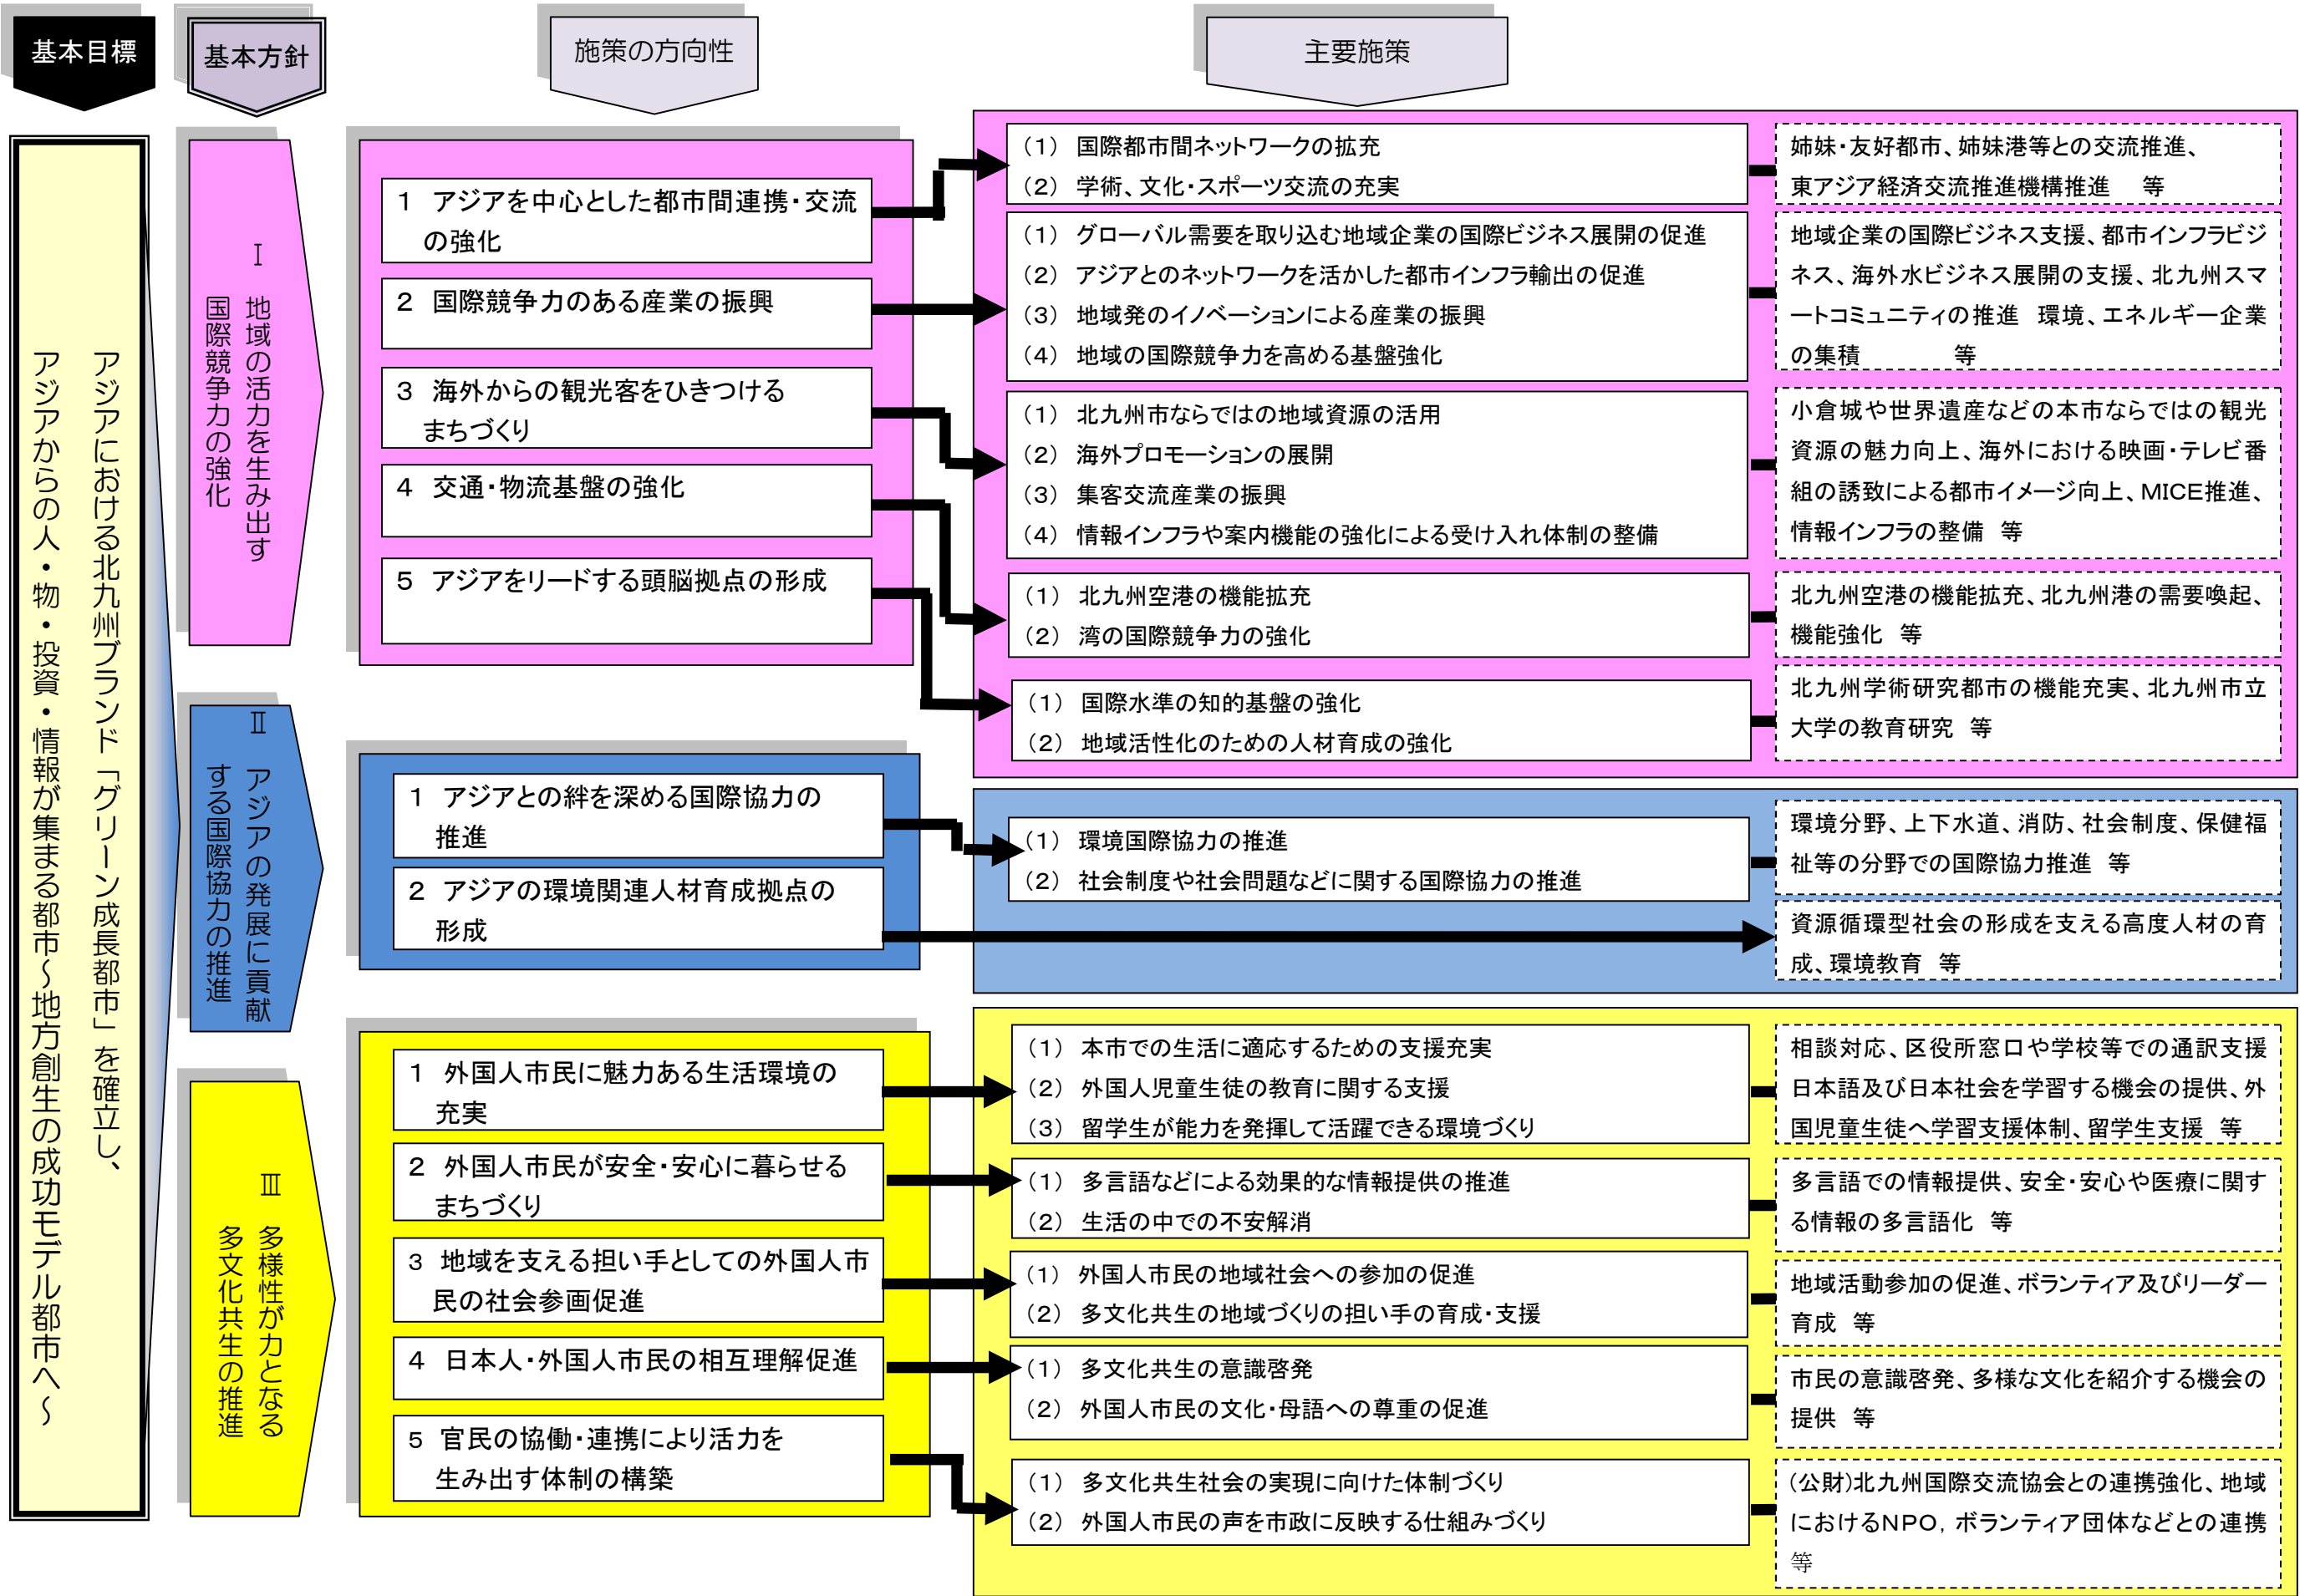 基本目標
基本方針
施策の方向性
主要施策
アジアにおける北九州ブランド「グリーン成長都市」を確立し、
アジアからの人・物・投資・情報が集まる都市～地方創生の成功モデル都市へ～
Ⅰ 地域の活力を生み出す
国際競争力の強化
1 アジアを中心とした都市間連携・交流
の強化
2 国際競争力のある産業の振興
3 海外からの観光客をひきつける
まちづくり
4 交通・物流基盤の強化
5 アジアをリードする頭脳拠点の形成
(1) 国際都市間ネットワークの拡充
(2) 学術、文化・スポーツ交流の充実
姉妹・友好都市、姉妹港等との交流推進、
東アジア経済交流推進機構推進 等
(1) グローバル需要を取り込む地域企業の国際ビジネス展開の促進
(2) アジアとのネットワークを活かした都市インフラ輸出の促進
(3) 地域発のイノベーションによる産業の振興
(4) 地域の国際競争力を高める基盤強化
地域企業の国際ビジネス支援、都市インフラビジ
ネス、海外水ビジネス展開の支援、北九州スマ
ートコミュニティの推進 環境、エネルギー企業
の集積 等
(1) 北九州市ならではの地域資源の活用
(2) 海外プロモーションの展開
(3) 集客交流産業の振興
(4) 情報インフラや案内機能の強化による受け入れ体制の整備
小倉城や世界遺産などの本市ならではの観光
資源の魅力向上、海外における映画・テレビ番
組の誘致による都市イメージ向上、MICE推進、
情報インフラの整備 等
(1) 北九州空港の機能拡充
(2) 湾の国際競争力の強化
北九州空港の機能拡充、北九州港の需要喚起、
機能強化 等
(1) 国際水準の知的基盤の強化
(2) 地域活性化のための人材育成の強化
北九州学術研究都市の機能充実、北九州市立
大学の教育研究 等
Ⅱ アジアの発展に貢献
する国際協力の推進
1 アジアとの絆を深める国際協力の
推進
2 アジアの環境関連人材育成拠点の
形成
(1) 環境国際協力の推進
(2) 社会制度や社会問題などに関する国際協力の推進
環境分野、上下水道、消防、社会制度、保健福
祉等の分野での国際協力推進 等
資源循環型社会の形成を支える高度人材の育
成、環境教育 等
Ⅲ 多様性が力となる
多文化共生の推進
1 外国人市民に魅力ある生活環境の
充実
2 外国人市民が安全・安心に暮らせる
まちづくり
3 地域を支える担い手としての外国人市
民の社会参画促進
4 日本人・外国人市民の相互理解促進
5 官民の協働・連携により活力を
生み出す体制の構築
(1) 本市での生活に適応するための支援充実
(2) 外国人児童生徒の教育に関する支援
(3) 留学生が能力を発揮して活躍できる環境づくり
相談対応、区役所窓口や学校等での通訳支援
日本語及び日本社会を学習する機会の提供、外
国児童生徒へ学習支援体制、留学生支援 等
(1) 多言語などによる効果的な情報提供の推進
(2) 生活の中での不安解消
多言語での情報提供、安全・安心や医療に関す
る情報の多言語化 等
(1) 外国人市民の地域社会への参加の促進
(2) 多文化共生の地域づくりの担い手の育成・支援
地域活動参加の促進、ボランティア及びリーダー
育成 等
(1) 多文化共生の意識啓発
(2) 外国人市民の文化・母語への尊重の促進
市民の意識啓発、多様な文化を紹介する機会の
提供 等
(1) 多文化共生社会の実現に向けた体制づくり
(2) 外国人市民の声を市政に反映する仕組みづくり
(公財)北九州国際交流協会との連携強化、地域
におけるNPO，ボランティア団体などとの連携
等